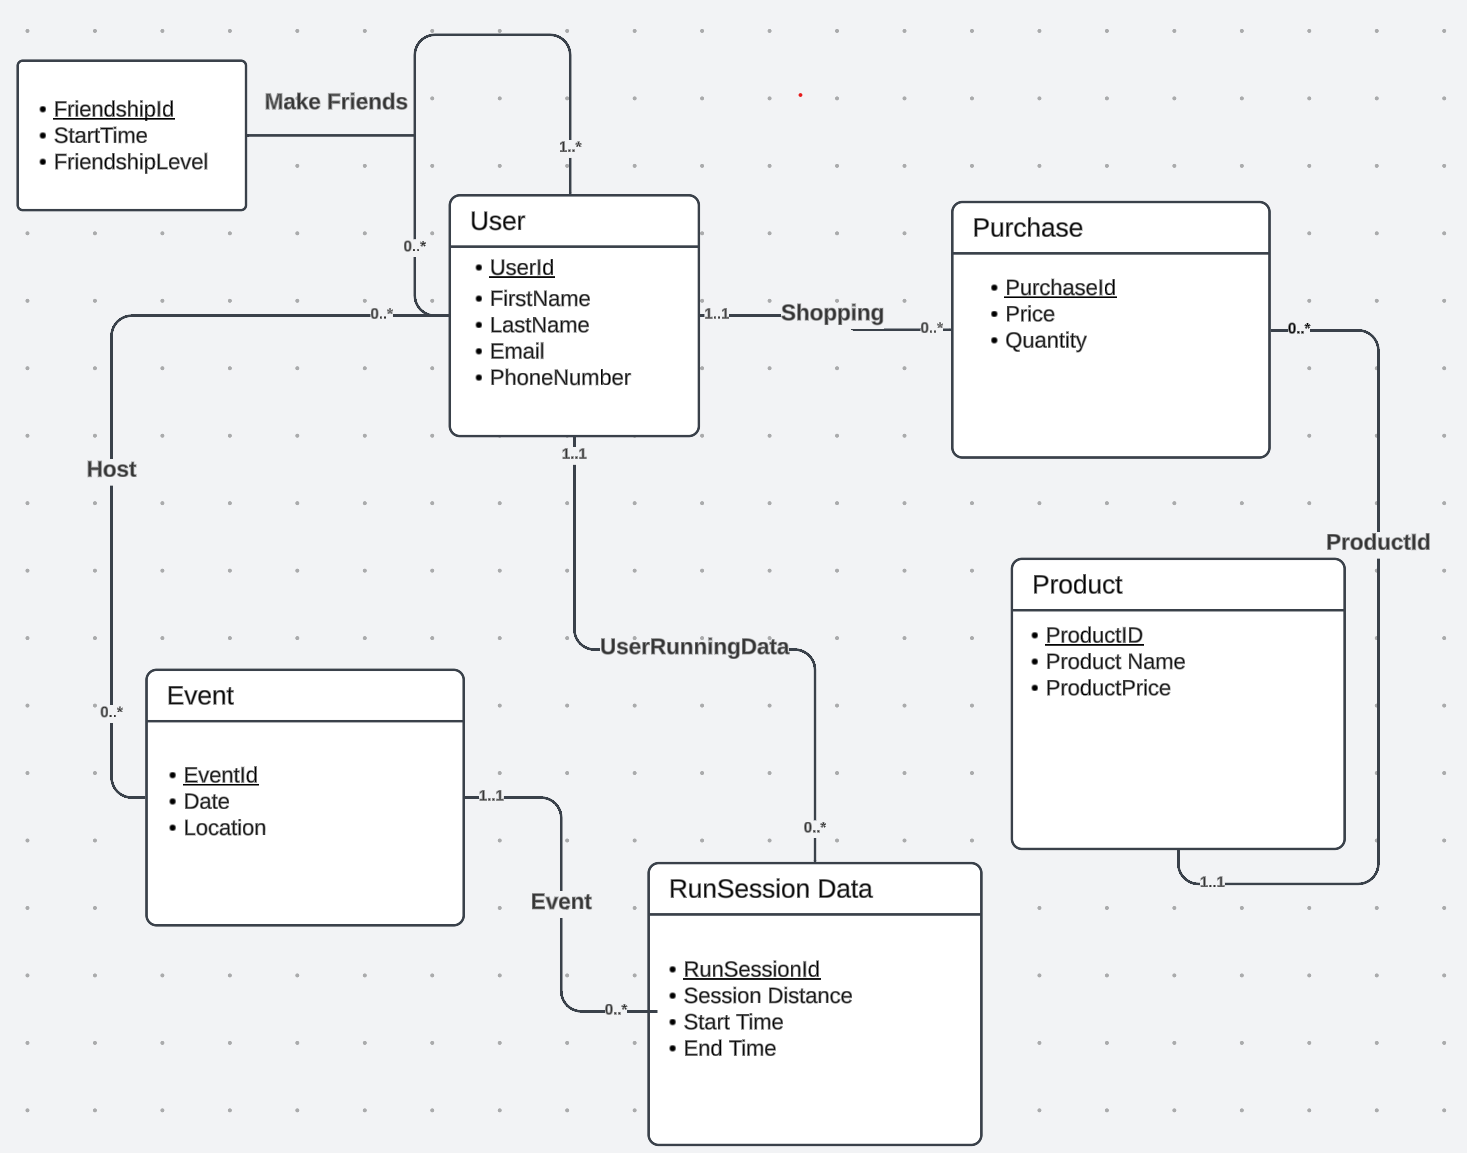 Make Friends
• FriendshipId
• StartTime
• FriendshipLevel
1..*
0..*
User
• UserId
• FirstName
• LastName
• Email
• PhoneNumber
Purchase
• PurchaseId
• Price
• Quantity
0..*
1..1
Shopping
0..*
0..*
Host
1..1
ProductId
Product
• ProductID
• Product Name
• ProductPrice
UserRunningData
Event
• EventId
• Date
• Location
0..*
1..1
0..*
1..1
Event
RunSession Data
• RunSessionId
• Session Distance
• Start Time
• End Time
0..*